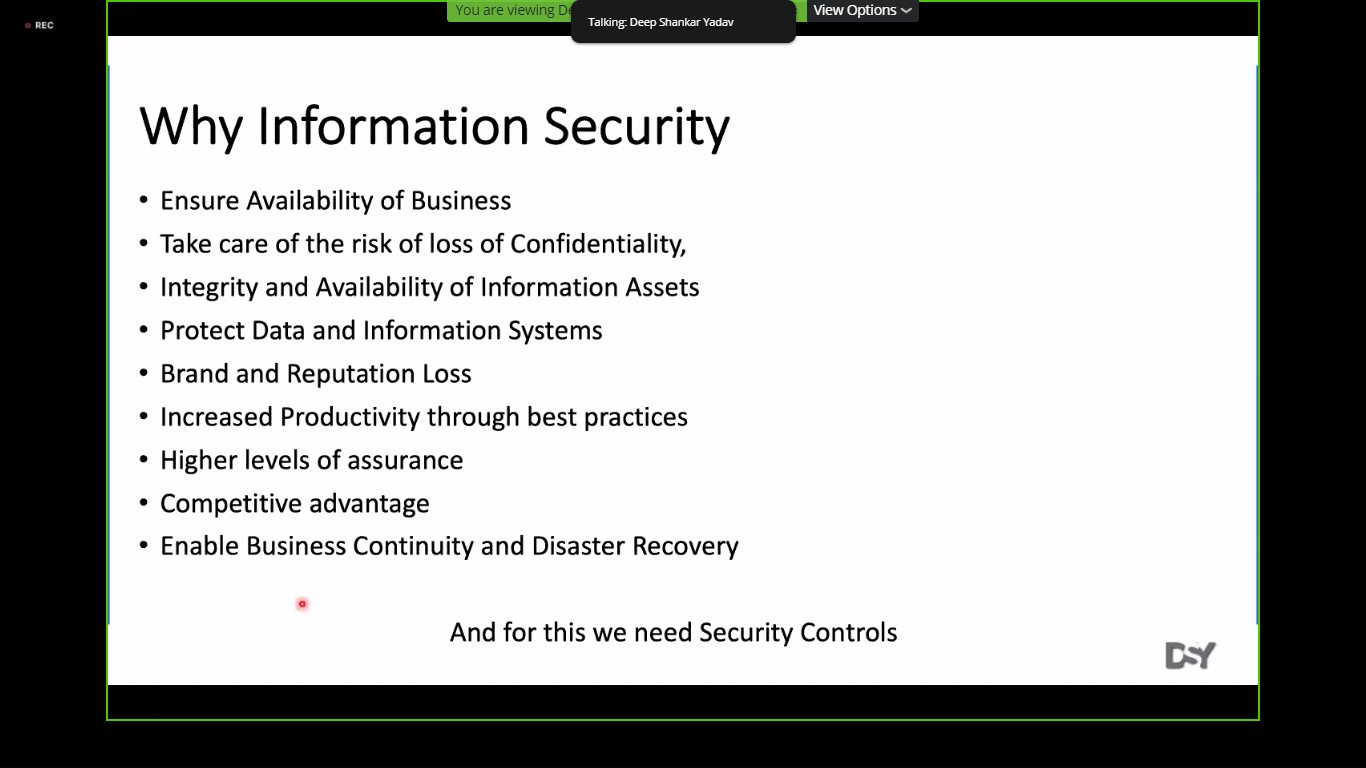 REC
You are viewing De
Talking: Deep Shankar Yadav
View Options
Why Information Security
• Ensure Availability of Business
• Take care of the risk of loss of Confidentiality,
• Integrity and Availability of Information Assets
• Protect Data and Information Systems
• Brand and Reputation Loss
• Increased Productivity through best practices
• Higher levels of assurance
• Competitive advantage
• Enable Business Continuity and Disaster Recovery
And for this we need Security Controls
DSY